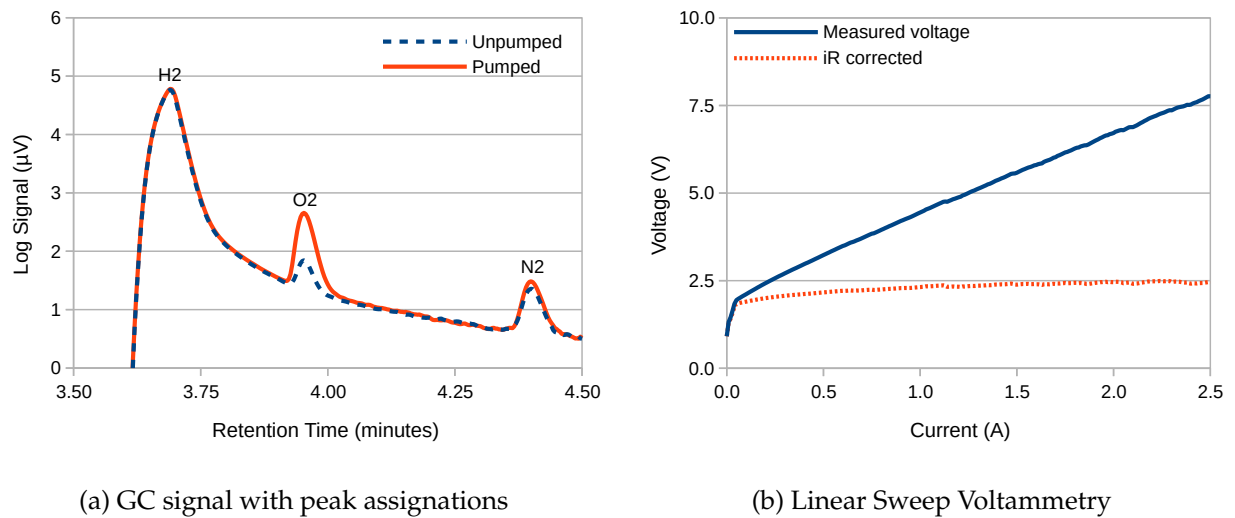 6
5
4
3
2
1
0
Log Signal (µV)
H2
O2
N2
Unpumped
Pumped
3.50
3.75
4.00
4.25
4.50
Retention Time (minutes)
(a) GC signal with peak assignations
10.0
7.5
5.0
2.5
0.0
Voltage (V)
Measured voltage
iR corrected
0.0
0.5
1.0
1.5
2.0
2.5
Current (A)
(b) Linear Sweep Voltammetry